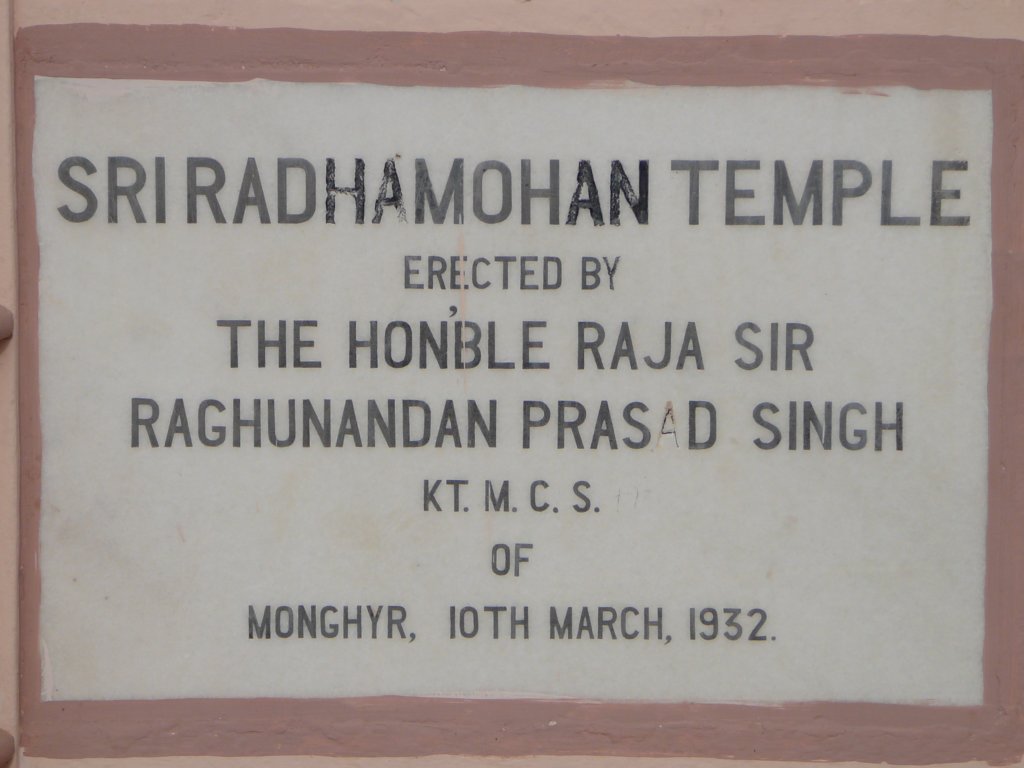 SRI RADHAMOHAN TEMPLE
ERECTED BY
THE HON'BLE RAJA SIR
RAGHUNANDAN PRASAD SINGH
KT. M. C. S.
OF
MONGHYR, 10TH MARCH, 1932.